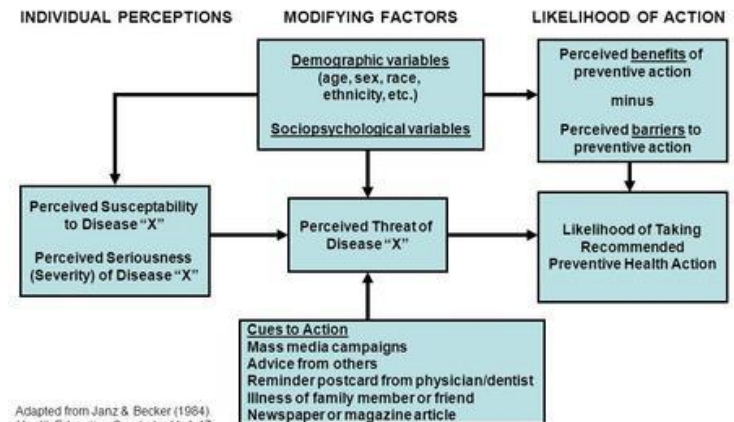 INDIVIDUAL PERCEPTIONS
MODIFYING FACTORS
LIKELIHOOD OF ACTION
Demographic variables
(age, sex, race,
ethnicity, etc.)
Sociopsychological variables
Perceived benefits of
preventive action
minus
Perceived barriers to
preventive action
Perceived Susceptability
to Disease “X”
Perceived Seriousness
(Severity) of Disease “X”
Perceived Threat of
Disease “X”
Likelihood of Taking
Recommended
Preventive Health Action
Cues to Action
Mass media campaigns
Advice from others
Reminder postcard from physician/dentist
Illness of family member or friend
Newspaper or magazine article
Adapted from Janz & Becker (1984)